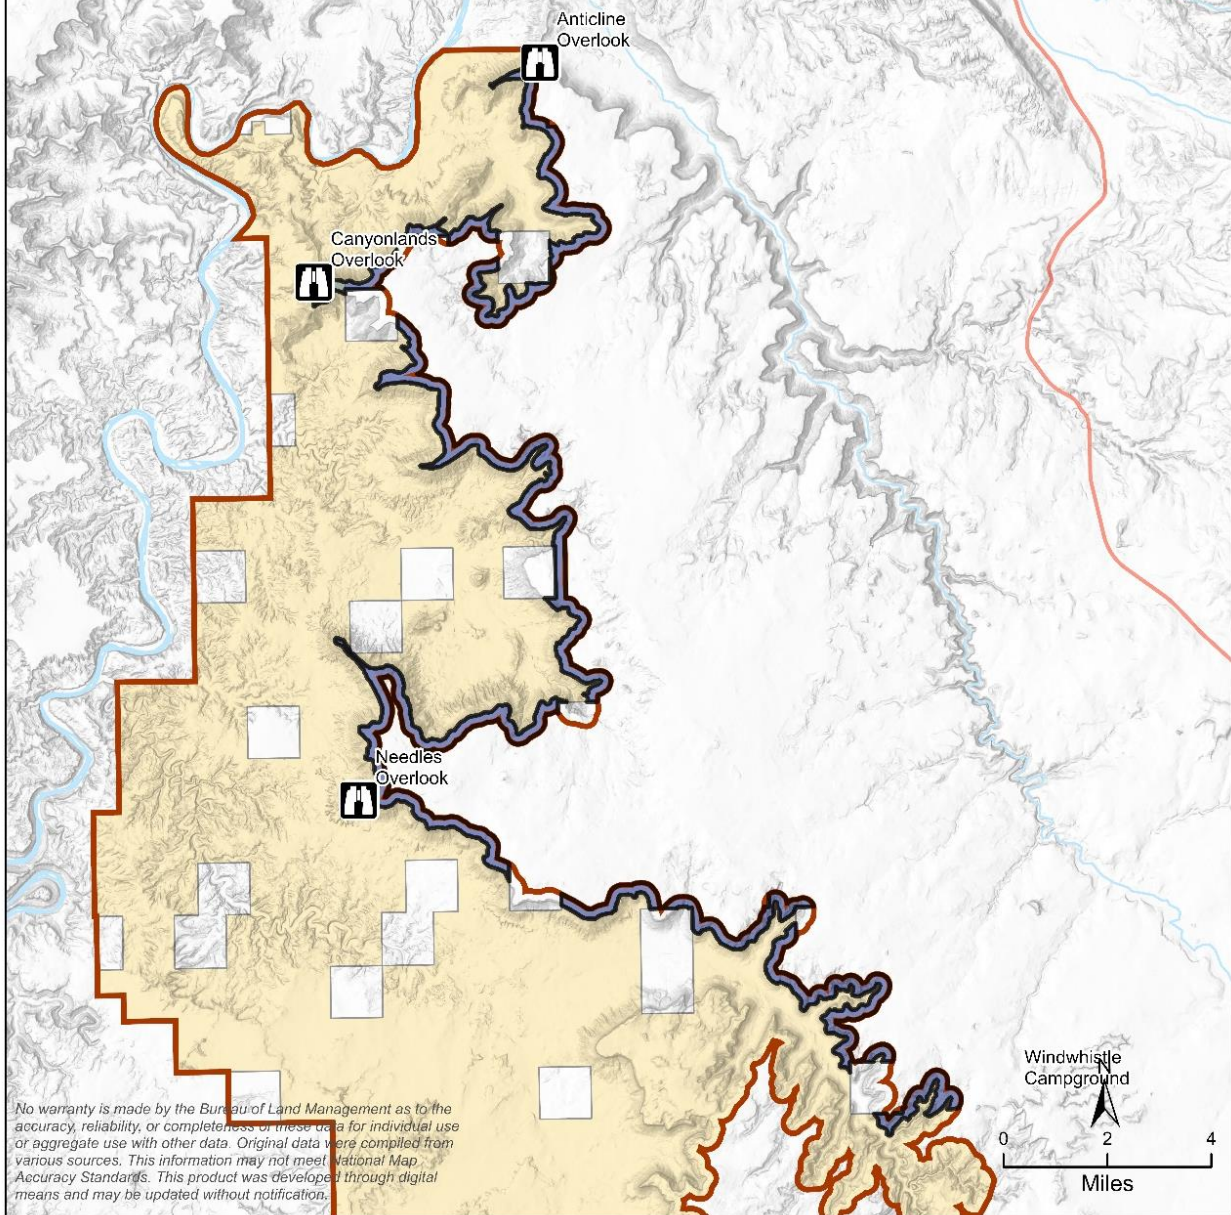 Anticline
Overlook
Canyonlands
Overlook
Needles
Overlook
Windwhistle
Campground
N
0 2 4
Miles
No warranty is made by the Bureau of Land Management as to the
accuracy, reliability, or completeness of these data for individual use
or aggregate use with other data. Original data were compiled from
various sources. This information may not meet National Map
Accuracy Standards. This product was developed through digital
means and may be updated without notification.